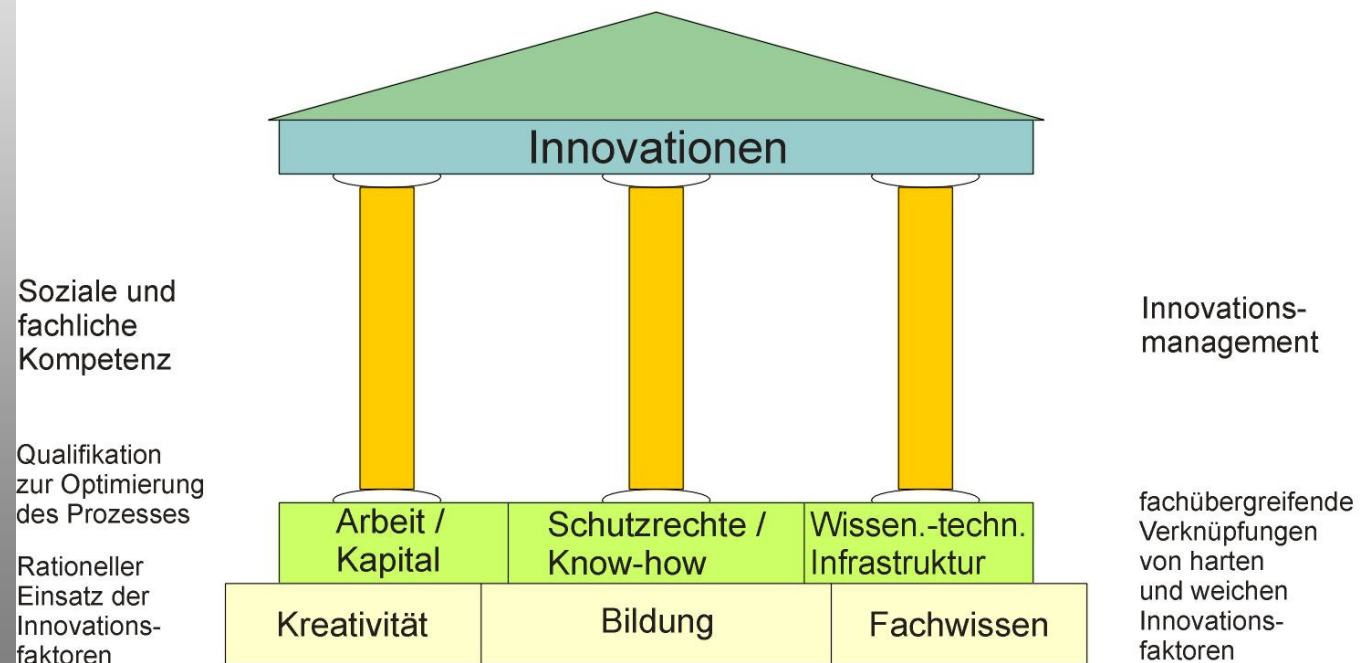 Innovationen
Soziale und
fachliche
Kompetenz
Innovations-
management
Qualifikation
zur Optimierung
des Prozesses
Rationeller
Einsatz der
Innovations-
faktoren
Arbeit /
Kapital
Schutzrechte /
Know-how
Wissen.-techn.
Infrastruktur
Kreativität
Bildung
Fachwissen
fachübergreifende
Verknüpfungen
von harten
und weichen
Innovations-
faktoren